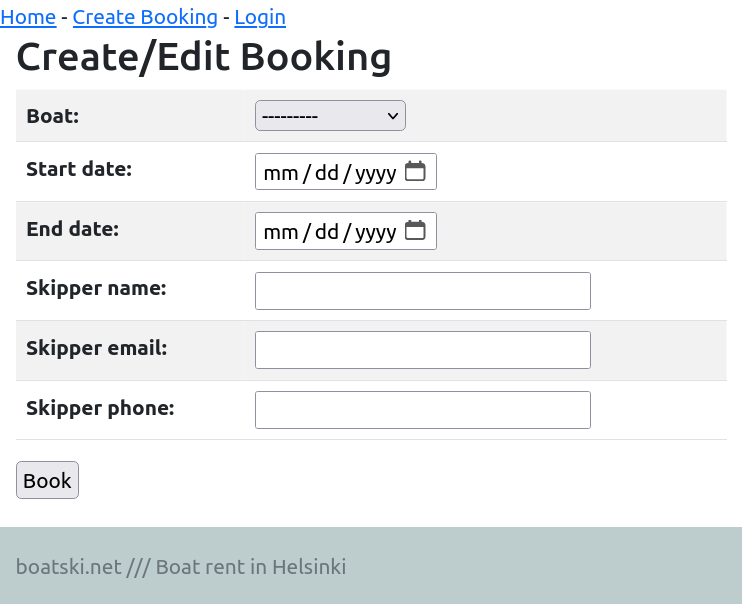 Home - Create Booking - Login
Create/Edit Booking
Boat: ---------
Start date: mm/dd/yyyy
End date: mm/dd/yyyy
Skipper name:
Skipper email:
Skipper phone:
Book
boatski.net /// Boat rent in Helsinki